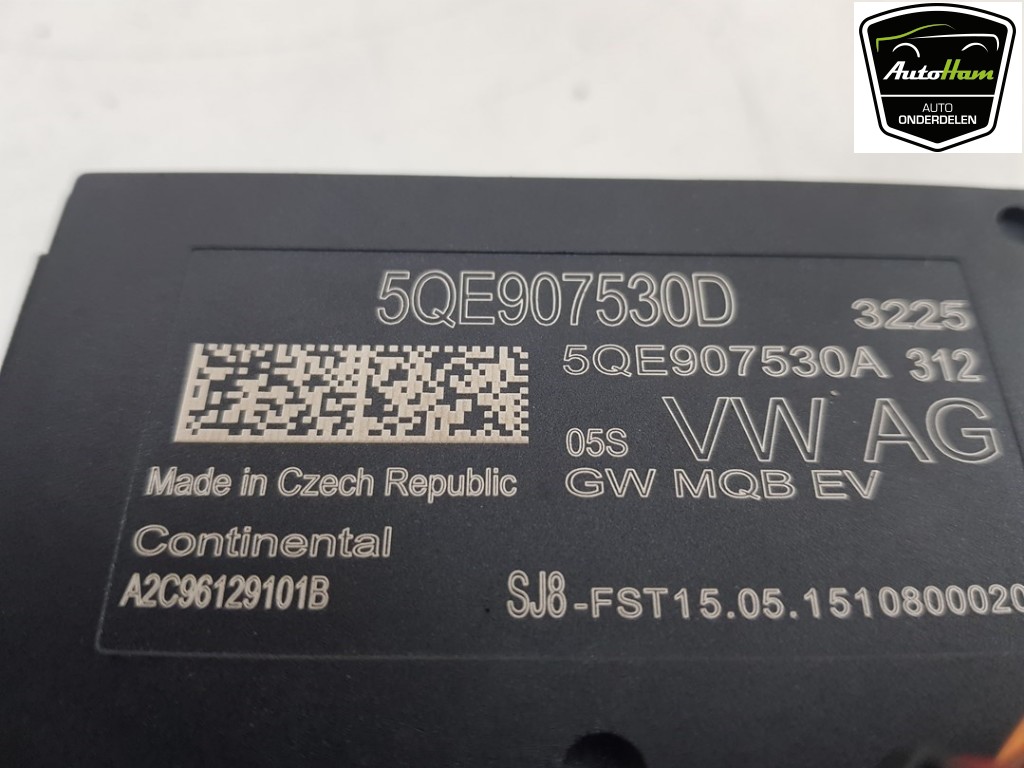 AutoHam
AUTO
ONDERDELEN
5QE907530D
3225
5QE907530A 312
05S VW AG
GW MQB EV
Made in Czech Republic
Continental
A2C96129101B
SJ8-FST15.05.1510800020